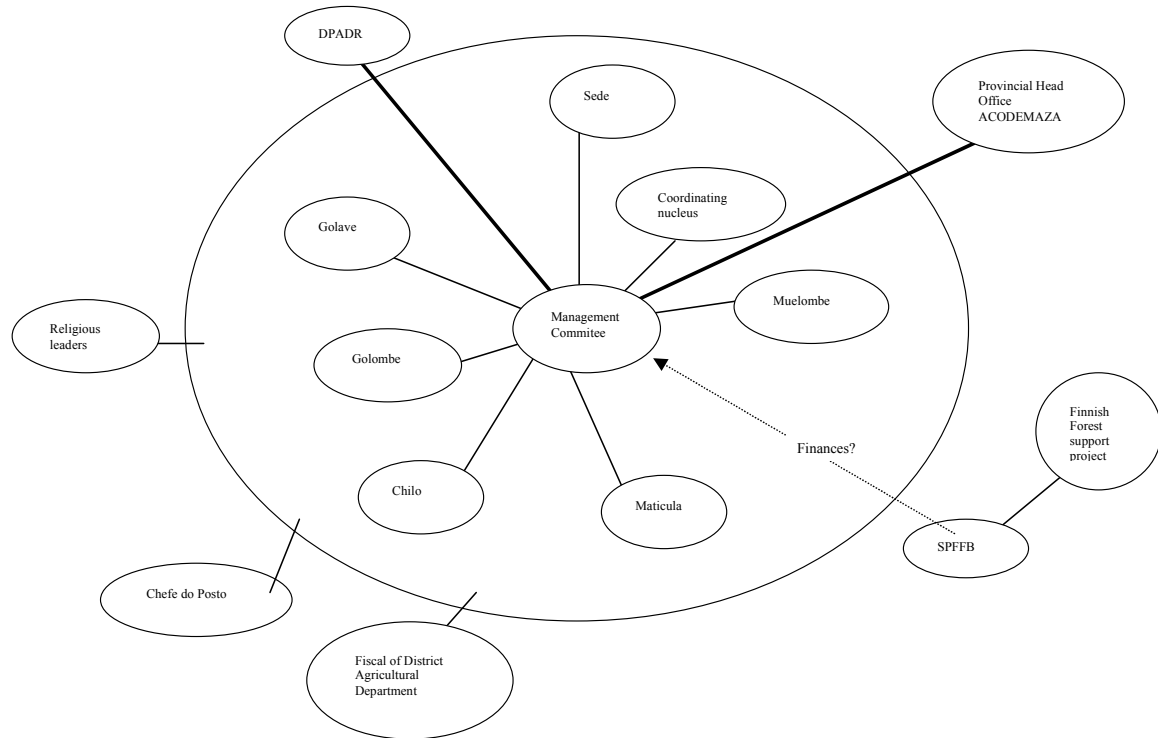 DPADR
Sede
Provincial Head
Office
ACODEMAZA
Coordinating
nucleus
Golave
Muelombe
Management
Commitee
Religious
leaders
Golombe
Finnish
Forest
support
project
Finances?
Chilo
Maticula
SPFFB
Chefe do Posto
Fiscal of District
Agricultural
Department